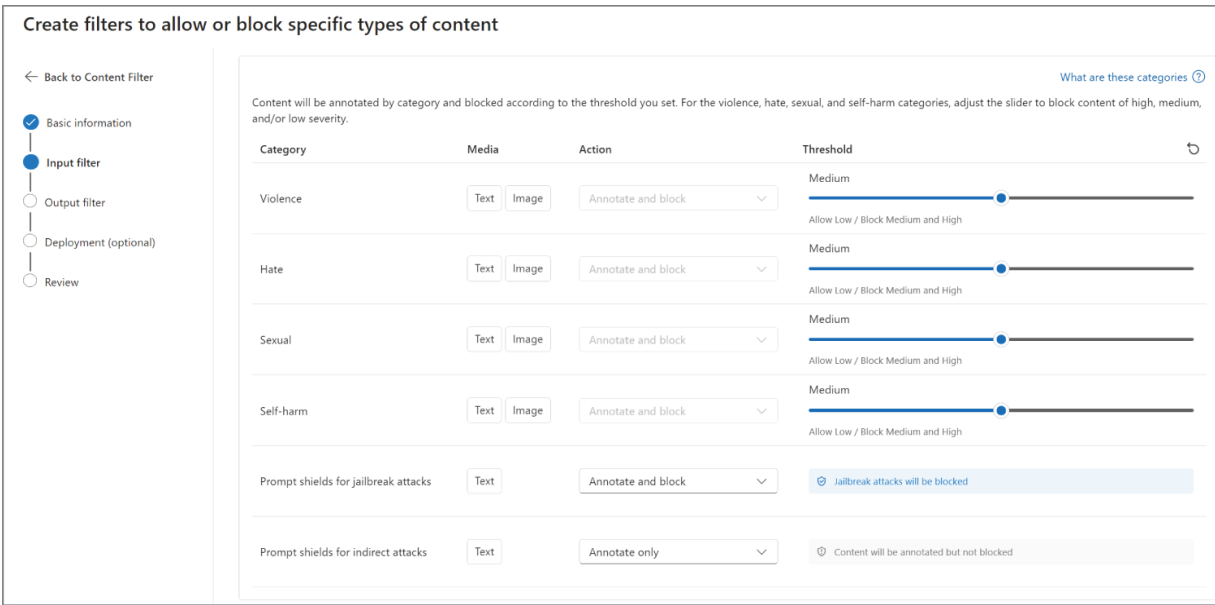 Create filters to allow or block specific types of content
Back to Content Filter
Basic information
Input filter
Output filter
Deployment (optional)
Review
What are these categories
Content will be annotated by category and blocked according to the threshold you set. For the violence, hate, sexual, and self-harm categories, adjust the slider to block content of high, medium,
and/or low severity.
Category Media Action Threshold
Violence Text Image Annotate and block Medium
Allow Low / Block Medium and High
Hate Text Image Annotate and block Medium
Allow Low / Block Medium and High
Sexual Text Image Annotate and block Medium
Allow Low / Block Medium and High
Self-harm Text Image Annotate and block Medium
Allow Low / Block Medium and High
Prompt shields for jailbreak attacks Text Annotate and block Jailbreak attacks will be blocked
Prompt shields for indirect attacks Text Annotate only Content will be annotated but not blocked